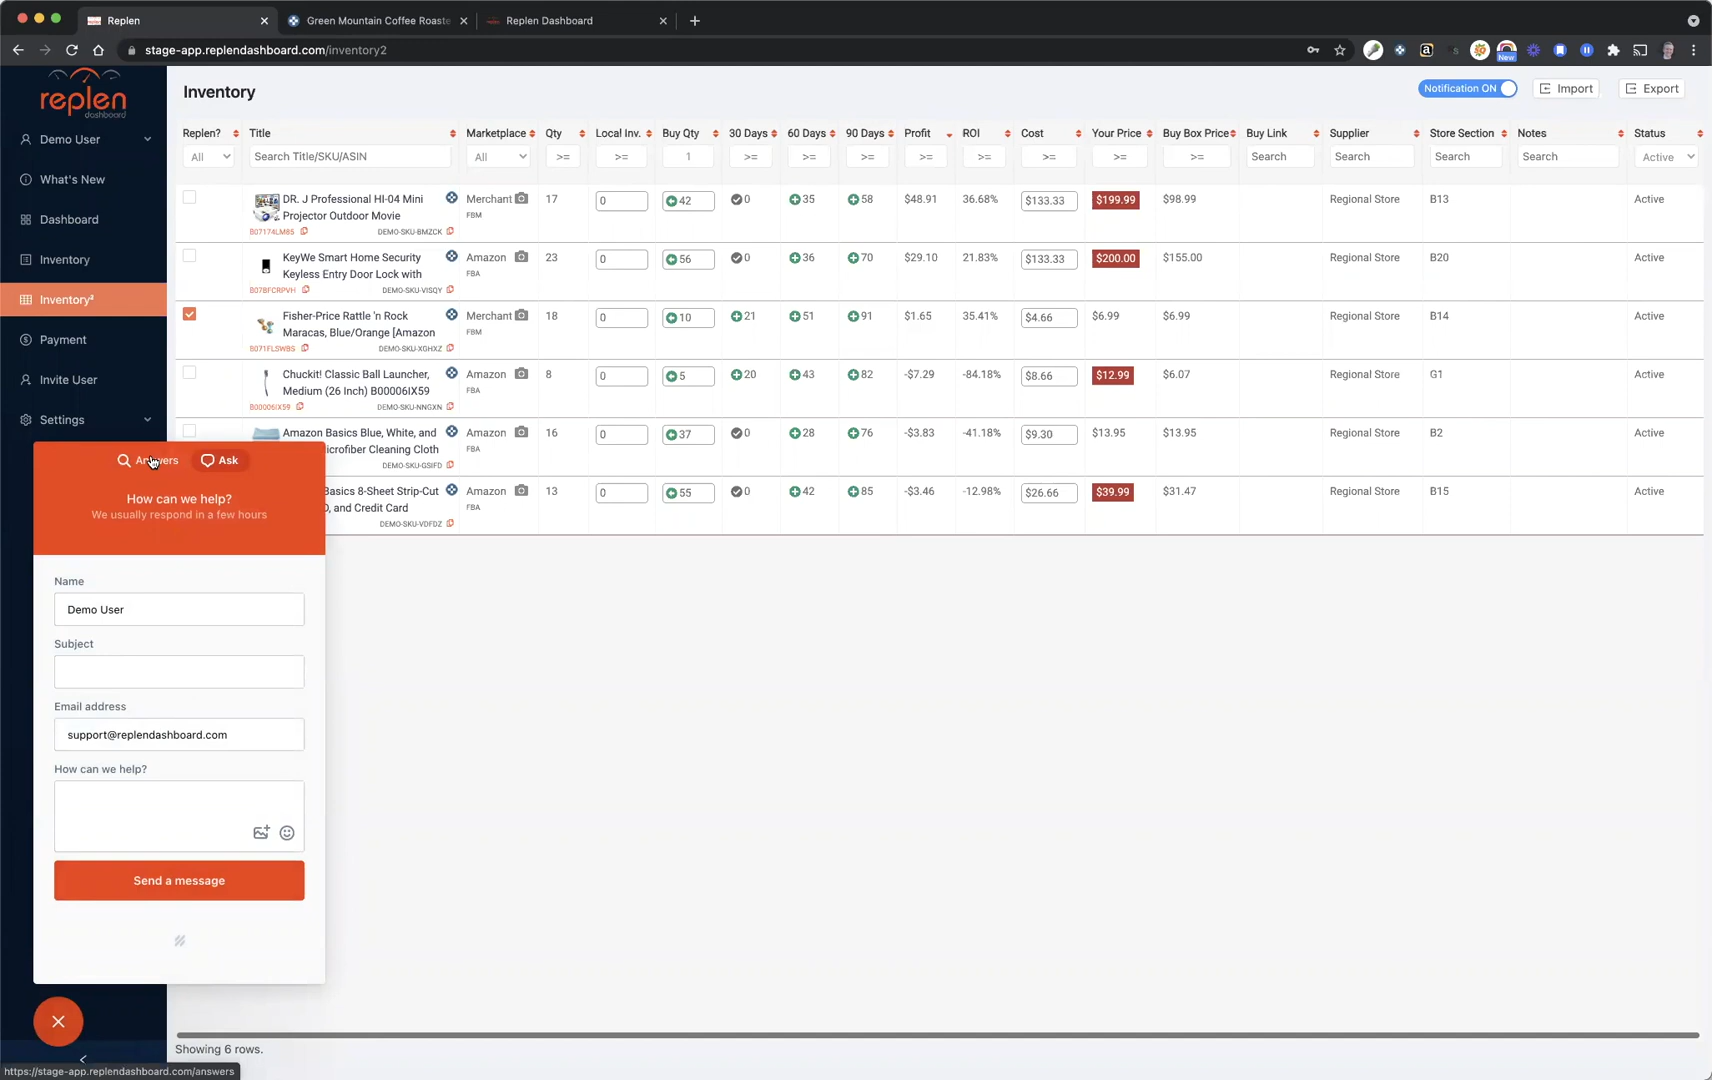 Replen
Green Mountain Coffee Roaste
Replen Dashboard
stage-app.replendashboard.com/inventory2
New
replen
dashboard
Demo User
What's New
Dashboard
Inventory
Inventory²
Payment
Invite User
Settings
Inventory
Notification ON
Import
Export
Replen? Title Marketplace Qty Local Inv. Buy Qty 30 Days 60 Days 90 Days Profit ROI Cost Your Price Buy Box Price Buy Link Supplier Store Section Notes Status
All Search Title/SKU/ASIN All >= >= 1 >= >= >= >= >= >= >= >= Search Search Search Search Active
DR. J Professional HI-04 Mini Merchant 17 0 42 0 35 58 $48.91 36.68% $133.33 $199.99 $98.99 Regional Store B13 Active
Projector Outdoor Movie FBM
B07174LM85 DEMO-SKU-BMZCK
KeyWe Smart Home Security Amazon 23 0 56 0 36 70 $29.10 21.83% $133.33 $200.00 $155.00 Regional Store B20 Active
Keyless Entry Door Lock with FBA
B07BFCRPVH DEMO-SKU-VISQY
Fisher-Price Rattle 'n Rock Merchant 18 0 10 21 51 91 $1.65 35.41% $4.66 $6.99 $6.99 Regional Store B14 Active
Maracas, Blue/Orange [Amazon FBM
B071FLSWBS DEMO-SKU-XGHXZ
Chuckit! Classic Ball Launcher, Amazon 8 0 5 20 43 82 -$7.29 -84.18% $8.66 $12.99 $6.07 Regional Store G1 Active
Medium (26 Inch) B00006IX59 FBA
B00006IX59 DEMO-SKU-NNGXN
Amazon Basics Blue, White, and Amazon 16 0 37 0 28 76 -$3.83 -41.18% $9.30 $13.95 $13.95 Regional Store B2 Active
icrofiber Cleaning Cloth FBA
DEMO-SKU-GSIFD
Basics 8-Sheet Strip-Cut Amazon 13 0 55 0 42 85 -$3.46 -12.98% $26.66 $39.99 $31.47 Regional Store B15 Active
D, and Credit Card FBA
DEMO-SKU-VDFDZ
Answers Ask
How can we help?
We usually respond in a few hours
Name
Demo User
Subject
Email address
support@replendashboard.com
How can we help?
Send a message
Showing 6 rows.
https://stage-app.replendashboard.com/answers